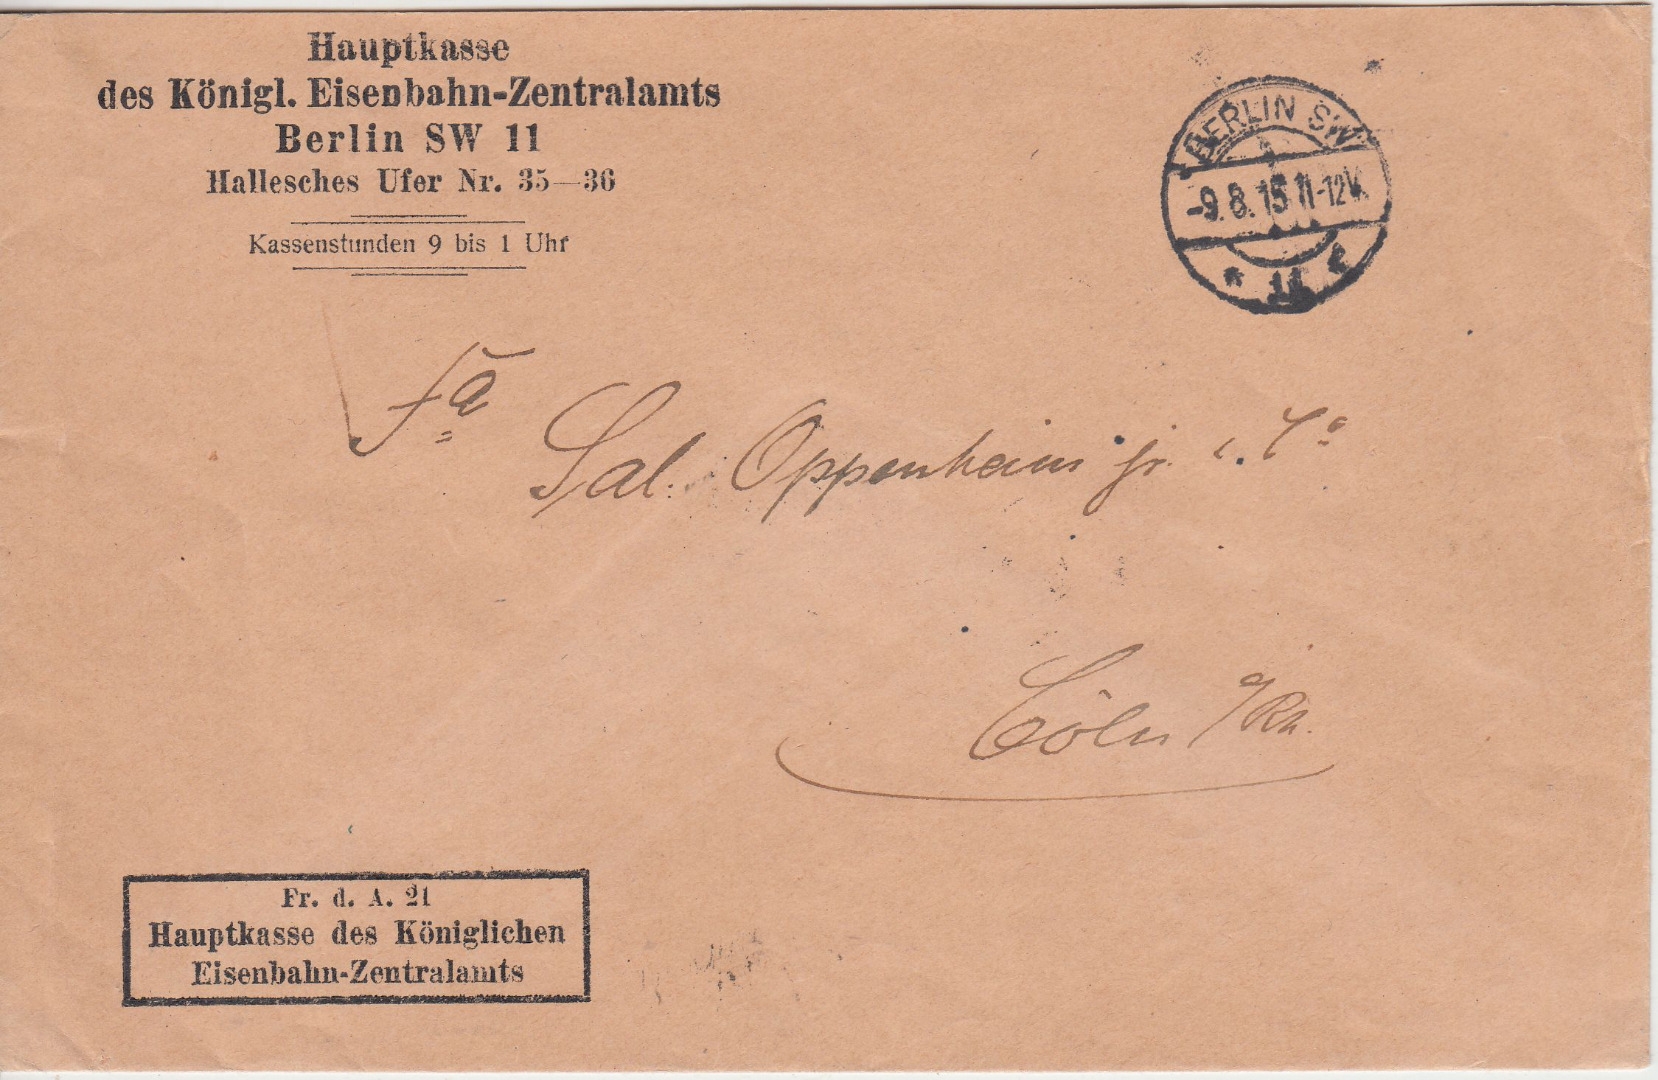 Hauptkasse
des Königl. Eisenbahn-Zentralamts
Berlin SW 11
Hallesches Ufer Nr. 35—36
Kassenstunden 9 bis 1 Uhr
BERLIN SW
-9.8.15 11-12V.
* 11
Fa
Sal. Oppenheim jr. & Co
Cöln a/Rh.
Fr. d. A. 21
Hauptkasse des Königlichen
Eisenbahn-Zentralamts